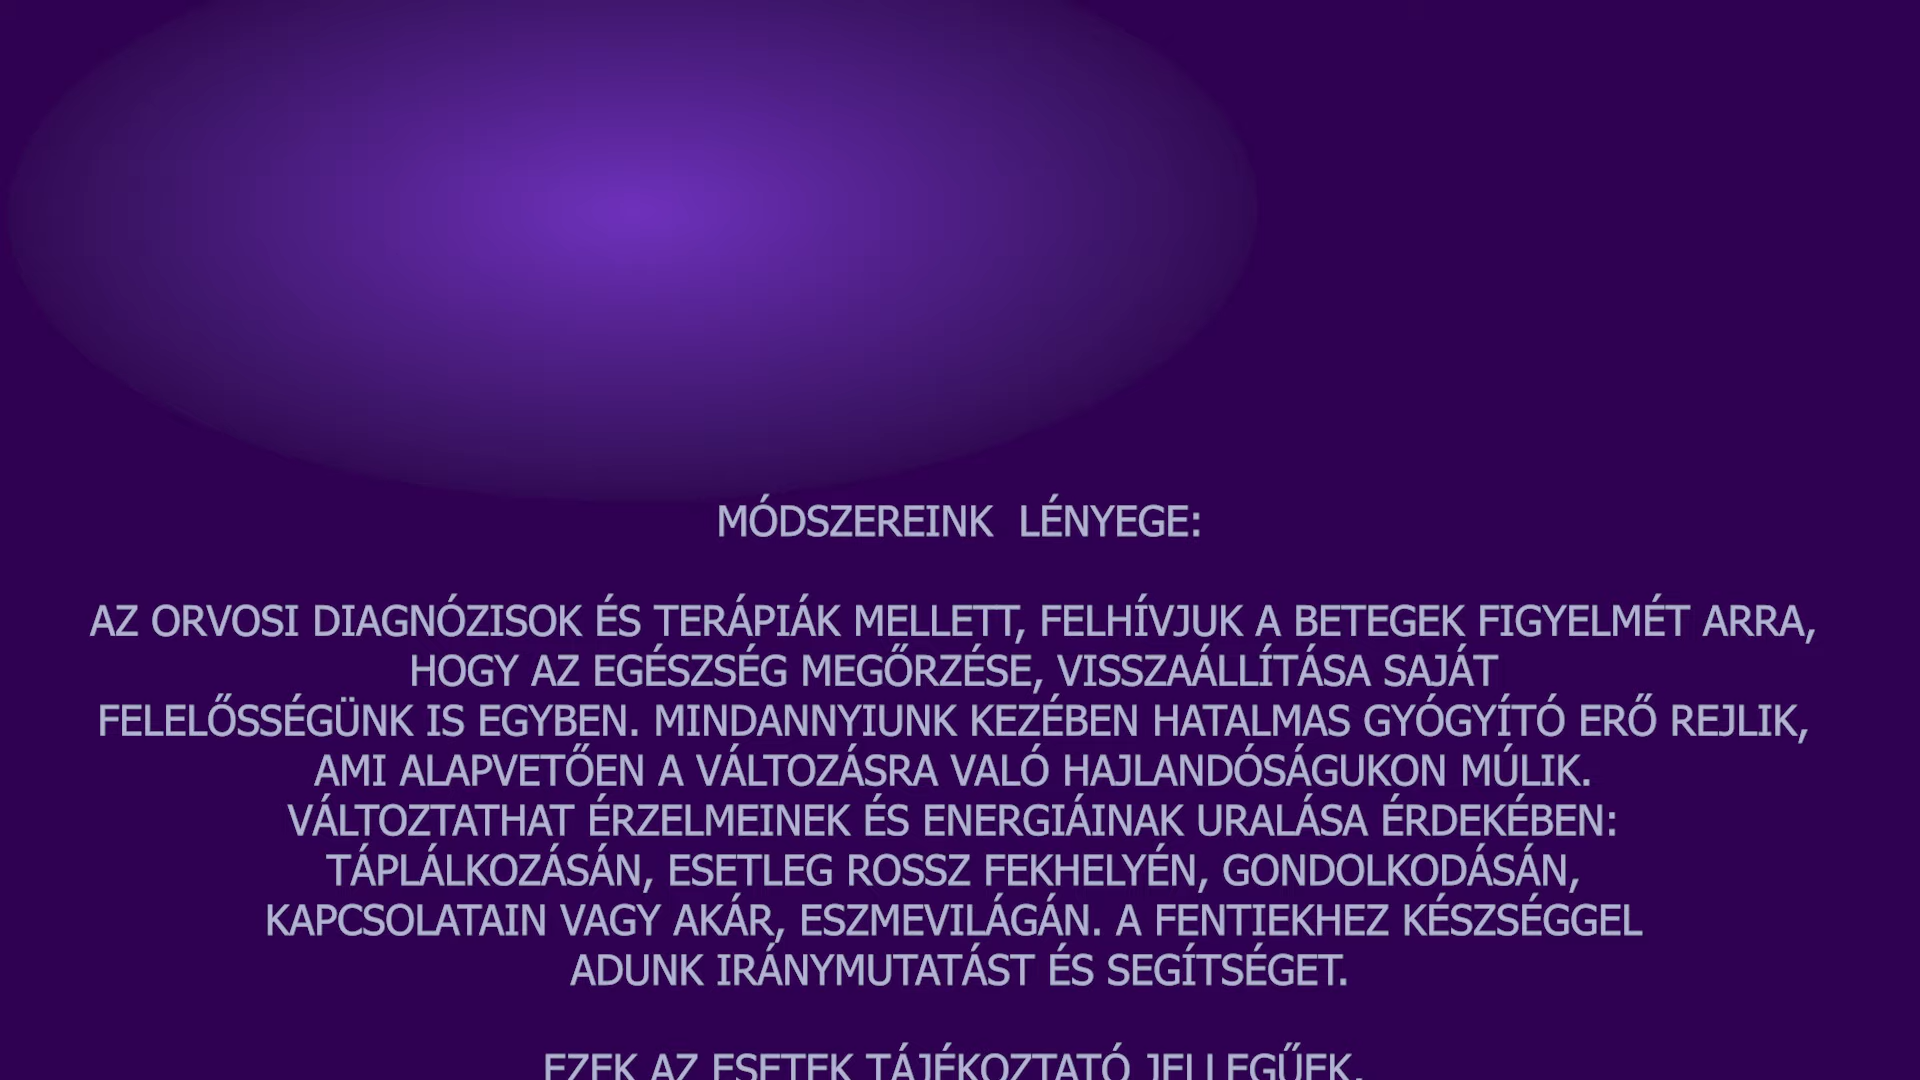 MÓDSZEREINK LÉNYEGE:
AZ ORVOSI DIAGNÓZISOK ÉS TERÁPIÁK MELLETT, FELHÍVJUK A BETEGEK FIGYELMÉT ARRA,
HOGY AZ EGÉSZSÉG MEGŐRZÉSE, VISSZAÁLLÍTÁSA SAJÁT
FELELŐSSÉGÜNK IS EGYBEN. MINDANNYIUNK KEZÉBEN HATALMAS GYÓGYÍTÓ ERŐ REJLIK,
AMI ALAPVETŐEN A VÁLTOZÁSRA VALÓ HAJLANDÓSÁGUKON MÚLIK.
VÁLTOZTATHAT ÉRZELMEINEK ÉS ENERGIÁINAK URALÁSA ÉRDEKÉBEN:
TÁPLÁLKOZÁSÁN, ESETLEG ROSSZ FEKHELYÉN, GONDOLKODÁSÁN,
KAPCSOLATAIN VAGY AKÁR, ESZMEVILÁGÁN. A FENTIEKHEZ KÉSZSÉGGEL
ADUNK IRÁNYMUTATÁST ÉS SEGÍTSÉGET.
EZEK AZ ESETEK TÁJÉKOZTATÓ JELLEGŰEK,